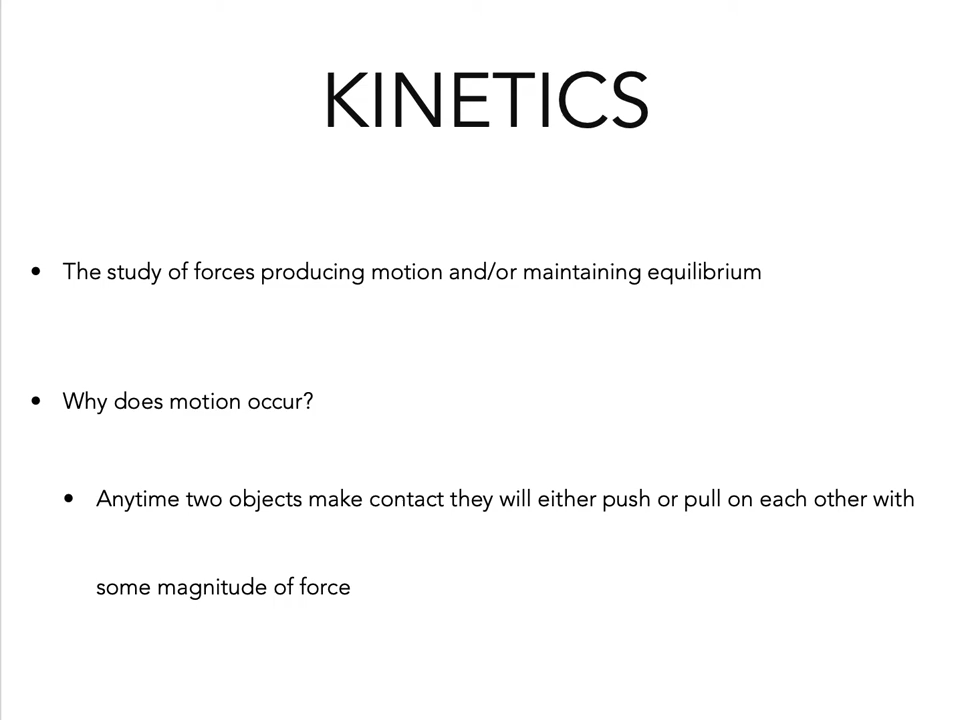 KINETICS
• The study of forces producing motion and/or maintaining equilibrium
• Why does motion occur?
• Anytime two objects make contact they will either push or pull on each other with
some magnitude of force